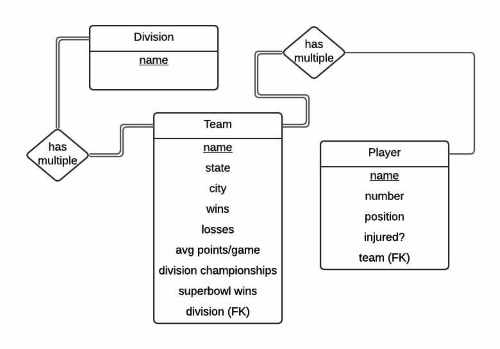 Division
name
has
multiple
has
multiple
Team
name
state
city
wins
losses
avg points/game
division championships
superbowl wins
division (FK)
Player
name
number
position
injured?
team (FK)